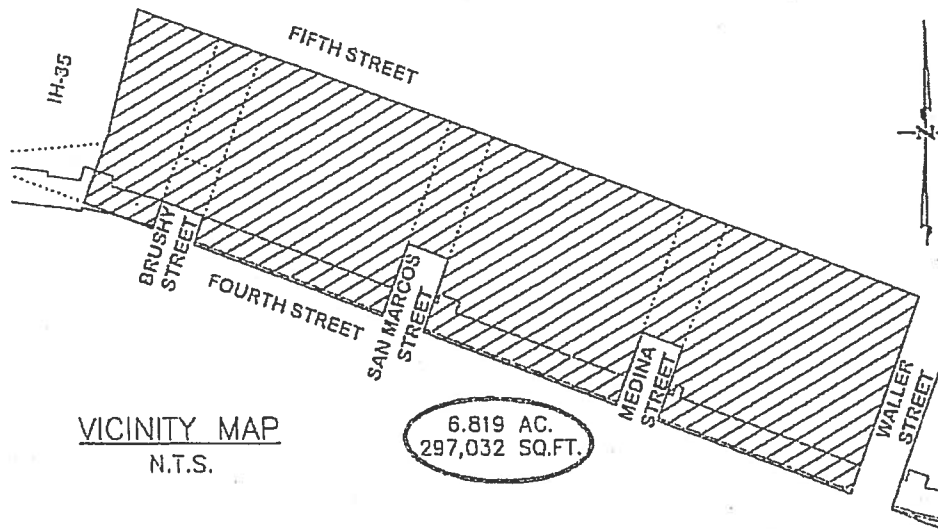 FIFTH STREET
IH-35
N
BRUSHY
STREET
FOURTH STREET
SAN MARCOS
STREET
MEDINA
STREET
WALLER
STREET
VICINITY MAP
N.T.S.
6.819 AC.
297,032 SQ.FT.